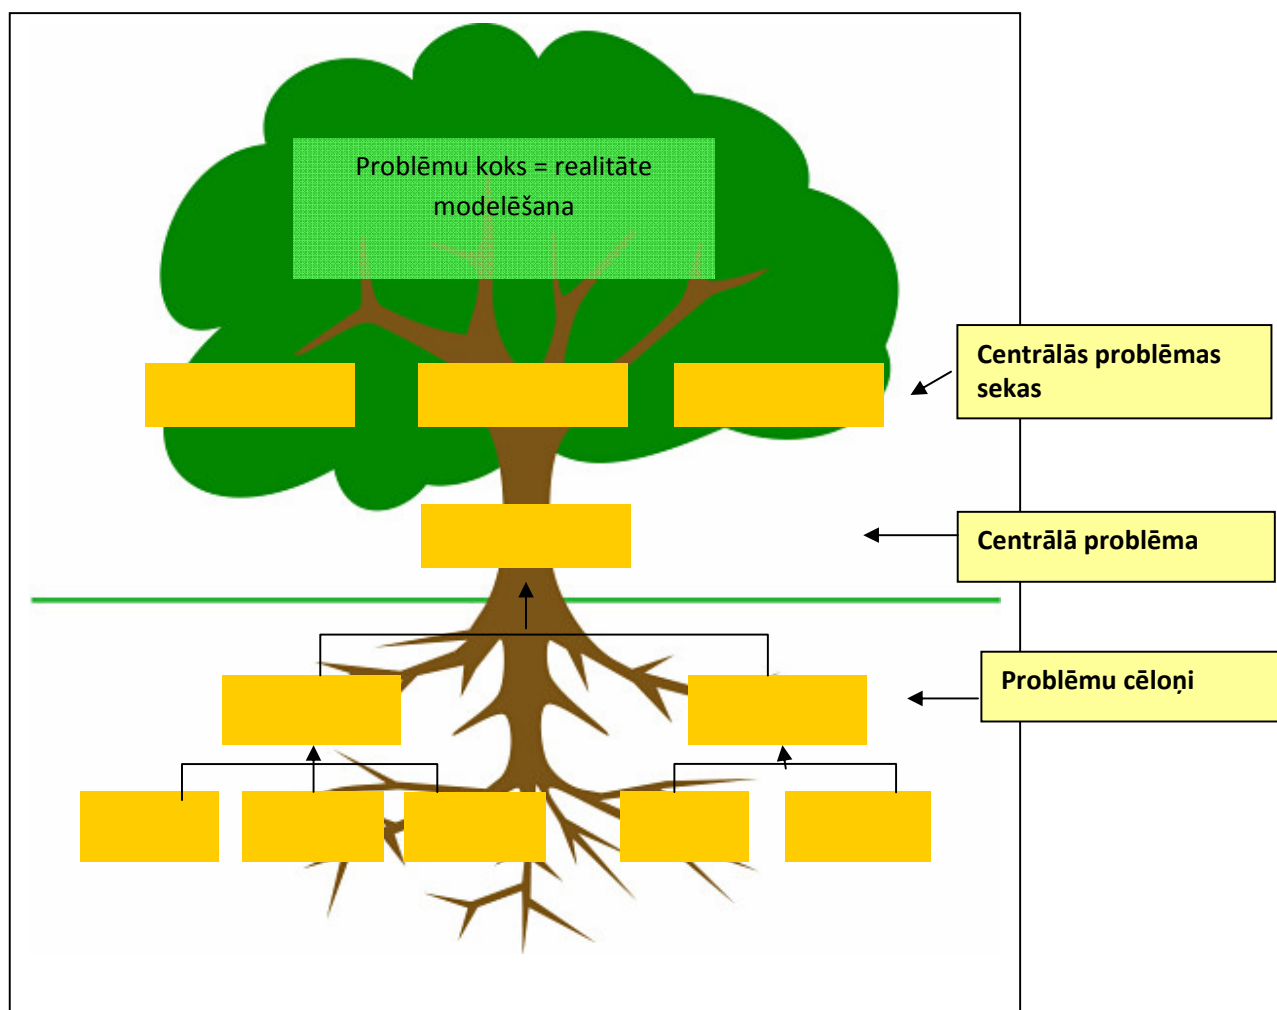 Problēmu koks = realitāte
modelēšana
Centrālās problēmas
sekas
Centrālā problēma
Problēmu cēloņi